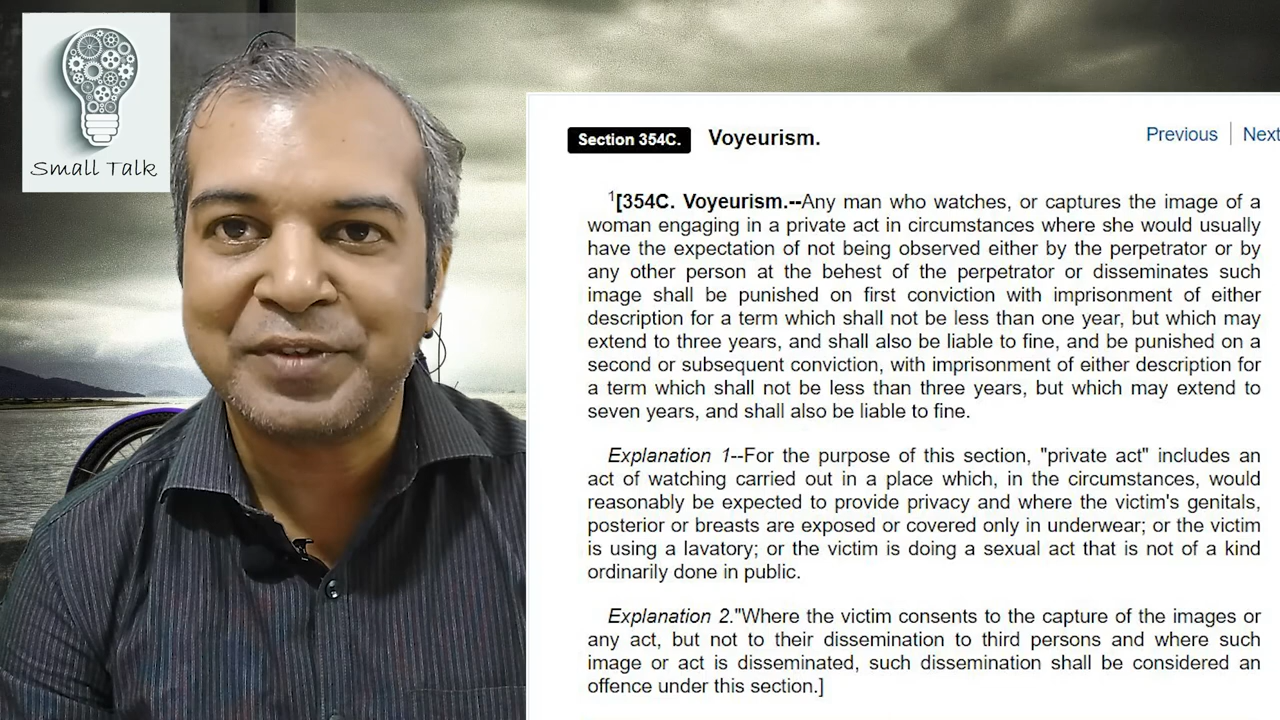 Small Talk
Section 354C. Voyeurism.
Previous Next
1[354C. Voyeurism.--Any man who watches, or captures the image of a
woman engaging in a private act in circumstances where she would usually
have the expectation of not being observed either by the perpetrator or by
any other person at the behest of the perpetrator or disseminates such
image shall be punished on first conviction with imprisonment of either
description for a term which shall not be less than one year, but which may
extend to three years, and shall also be liable to fine, and be punished on a
second or subsequent conviction, with imprisonment of either description for
a term which shall not be less than three years, but which may extend to
seven years, and shall also be liable to fine.
Explanation 1--For the purpose of this section, "private act" includes an
act of watching carried out in a place which, in the circumstances, would
reasonably be expected to provide privacy and where the victim's genitals,
posterior or breasts are exposed or covered only in underwear; or the victim
is using a lavatory; or the victim is doing a sexual act that is not of a kind
ordinarily done in public.
Explanation 2."Where the victim consents to the capture of the images or
any act, but not to their dissemination to third persons and where such
image or act is disseminated, such dissemination shall be considered an
offence under this section.]